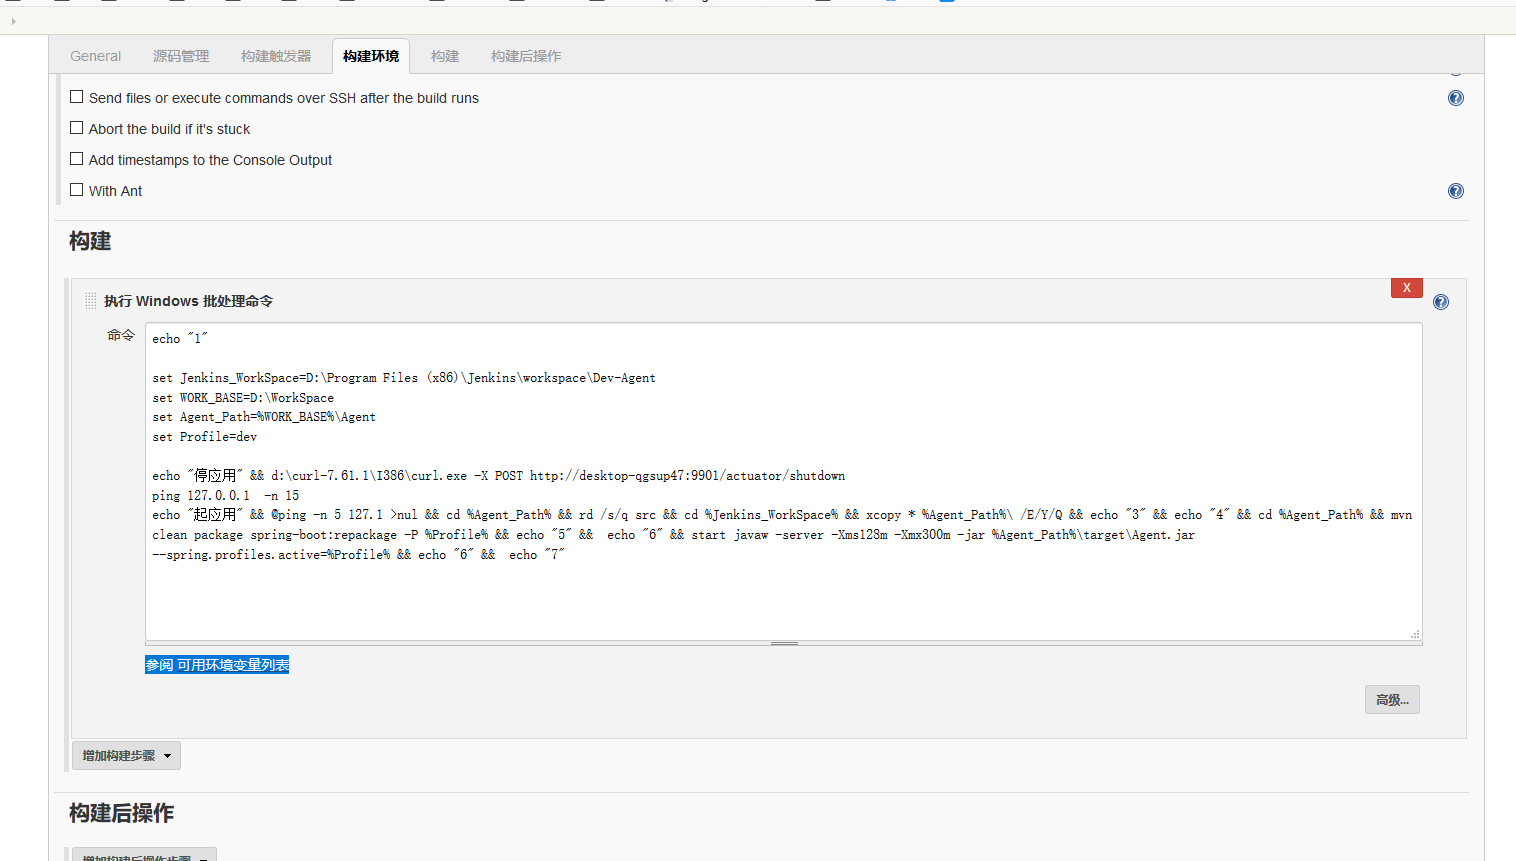 General 源码管理 构建触发器 构建环境 构建 构建后操作
Send files or execute commands over SSH after the build runs
Abort the build if it's stuck
Add timestamps to the Console Output
With Ant
构建
X
执行 Windows 批处理命令
命令
echo "1"
set Jenkins_WorkSpace=D:\Program Files (x86)\Jenkins\workspace\Dev-Agent
set WORK_BASE=D:\WorkSpace
set Agent_Path=%WORK_BASE%\Agent
set Profile=dev
echo "停应用" && d:\curl-7.61.1\I386\curl.exe -X POST http://desktop-qgsup47:9901/actuator/shutdown
ping 127.0.0.1  -n 15
echo "起应用" && @ping -n 5 127.1 >nul && cd %Agent_Path% && rd /s/q src && cd %Jenkins_WorkSpace% && xcopy * %Agent_Path%\ /E/Y/Q && echo "3" && echo "4" && cd %Agent_Path% && mvn
clean package spring-boot:repackage -P %Profile% && echo "5" &&  echo "6" && start javaw -server -Xms128m -Xmx300m -jar %Agent_Path%\target\Agent.jar
--spring.profiles.active=%Profile% && echo "6" &&  echo "7"
参阅 可用环境变量列表
高级...
增加构建步骤
构建后操作
增加构建后操作步骤